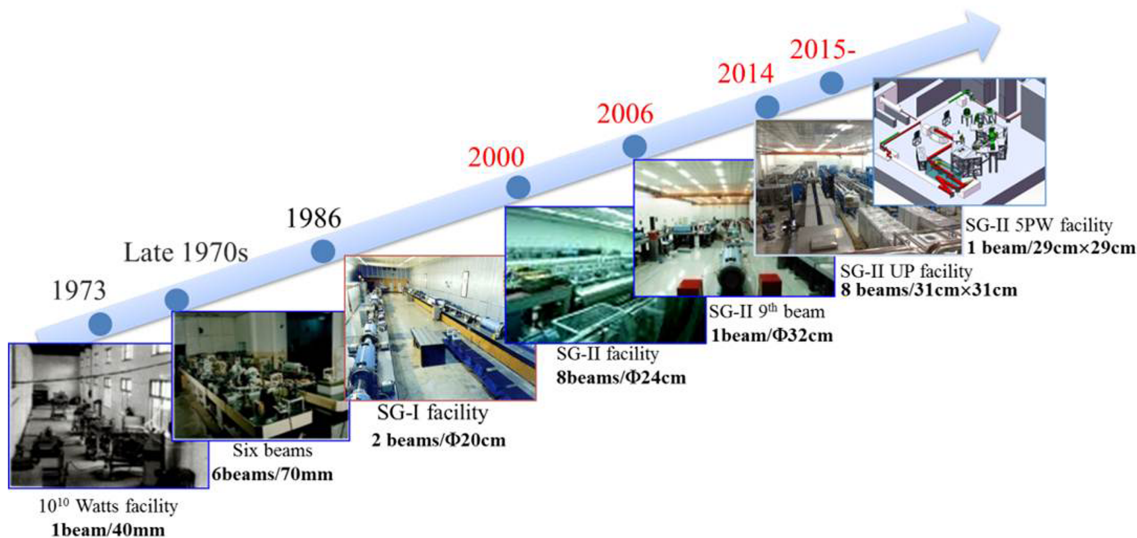 1973
Late 1970s
1986
2000
2006
2014
2015-
10¹⁰ Watts facility
1beam/40mm
Six beams
6beams/70mm
SG-I facility
2 beams/Φ20cm
SG-II facility
8beams/Φ24cm
SG-II 9ᵗʰ beam
1beam/Φ32cm
SG-II UP facility
8 beams/31cm×31cm
SG-II 5PW facility
1 beam/29cm×29cm